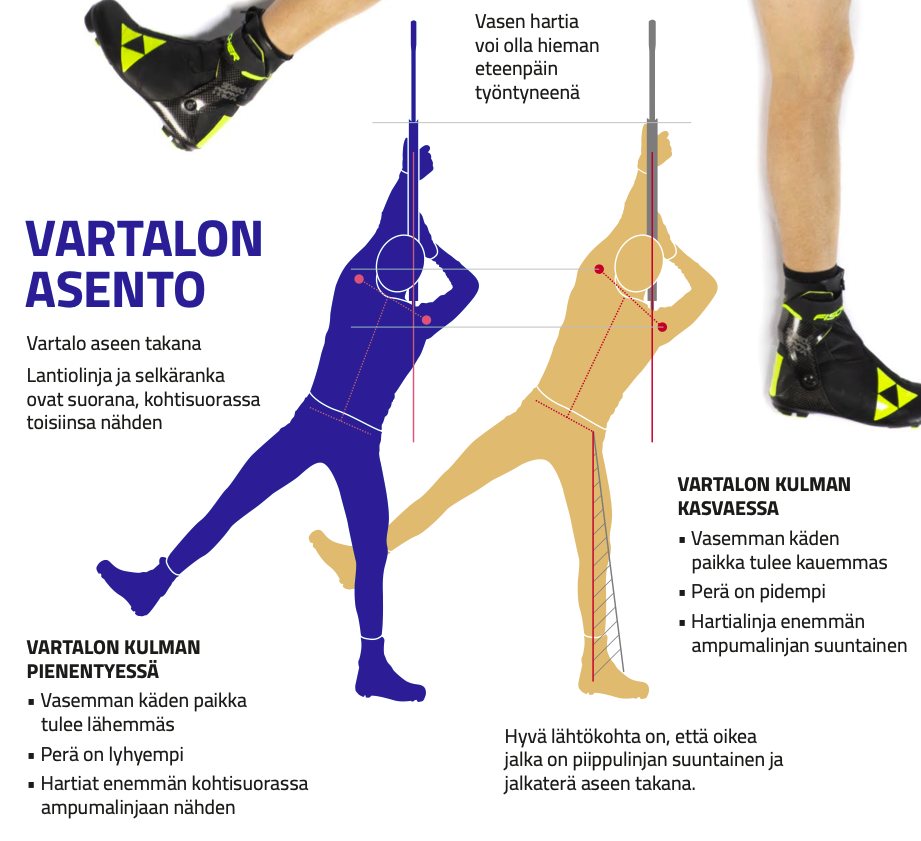 Vasen hartia
voi olla hieman
eteenpäin
työntyneenä
VARTALON
ASENTO
Vartalo aseen takana
Lantiolinja ja selkäranka
ovat suorana, kohtisuorassa
toisiinsa nähden
VARTALON KULMAN
KASVAESSA
▪ Vasemman käden
paikka tulee kauemmas
▪ Perä on pidempi
▪ Hartialinja enemmän
ampumalinjan suuntainen
VARTALON KULMAN
PIENENTYESSÄ
▪ Vasemman käden paikka
tulee lähemmäs
▪ Perä on lyhyempi
▪ Hartiat enemmän kohtisuorassa
ampumalinjaan nähden
Hyvä lähtökohta on, että oikea
jalka on piippulinjan suuntainen ja
jalkaterä aseen takana.